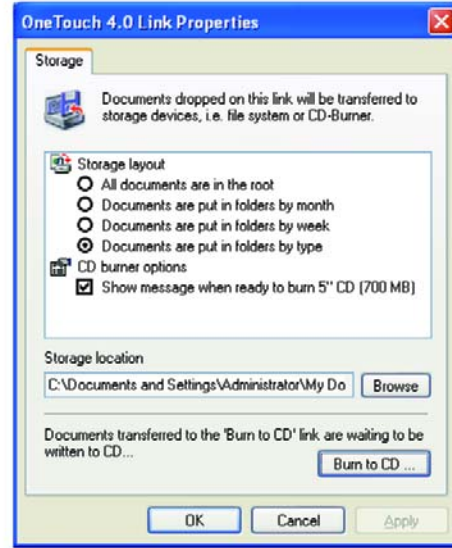 OneTouch 4.0 Link Properties
Storage
Documents dropped on this link will be transferred to
storage devices, i.e. file system or CD-Burner.
Storage layout
All documents are in the root
Documents are put in folders by month
Documents are put in folders by week
Documents are put in folders by type
CD burner options
Show message when ready to burn 5" CD (700 MB)
Storage location
C:\Documents and Settings\Administrator\My Do
Browse
Documents transferred to the 'Burn to CD' link are waiting to be
written to CD...
Burn to CD ...
OK
Cancel
Apply